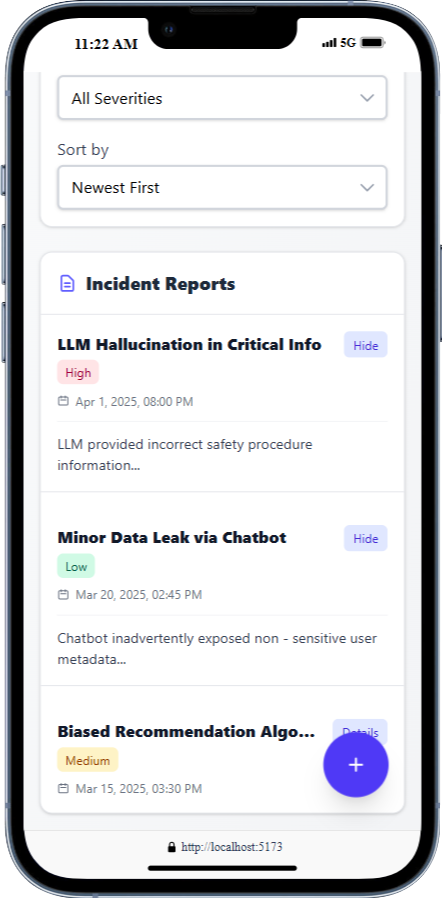 11:22 AM
5G
All Severities
Sort by
Newest First
Incident Reports
LLM Hallucination in Critical Info
Hide
High
Apr 1, 2025, 08:00 PM
LLM provided incorrect safety procedure
information...
Minor Data Leak via Chatbot
Hide
Low
Mar 20, 2025, 02:45 PM
Chatbot inadvertently exposed non - sensitive user
metadata...
Biased Recommendation Algo...
Details
Medium
+
Mar 15, 2025, 03:30 PM
http://localhost:5173